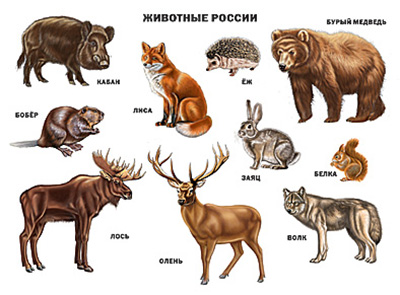 ЖИВОТНЫЕ РОССИИ
БУРЫЙ МЕДВЕДЬ
КАБАН
ЁЖ
ЛИСА
БОБЁР
ЗАЯЦ
БЕЛКА
ЛОСЬ
ОЛЕНЬ
ВОЛК